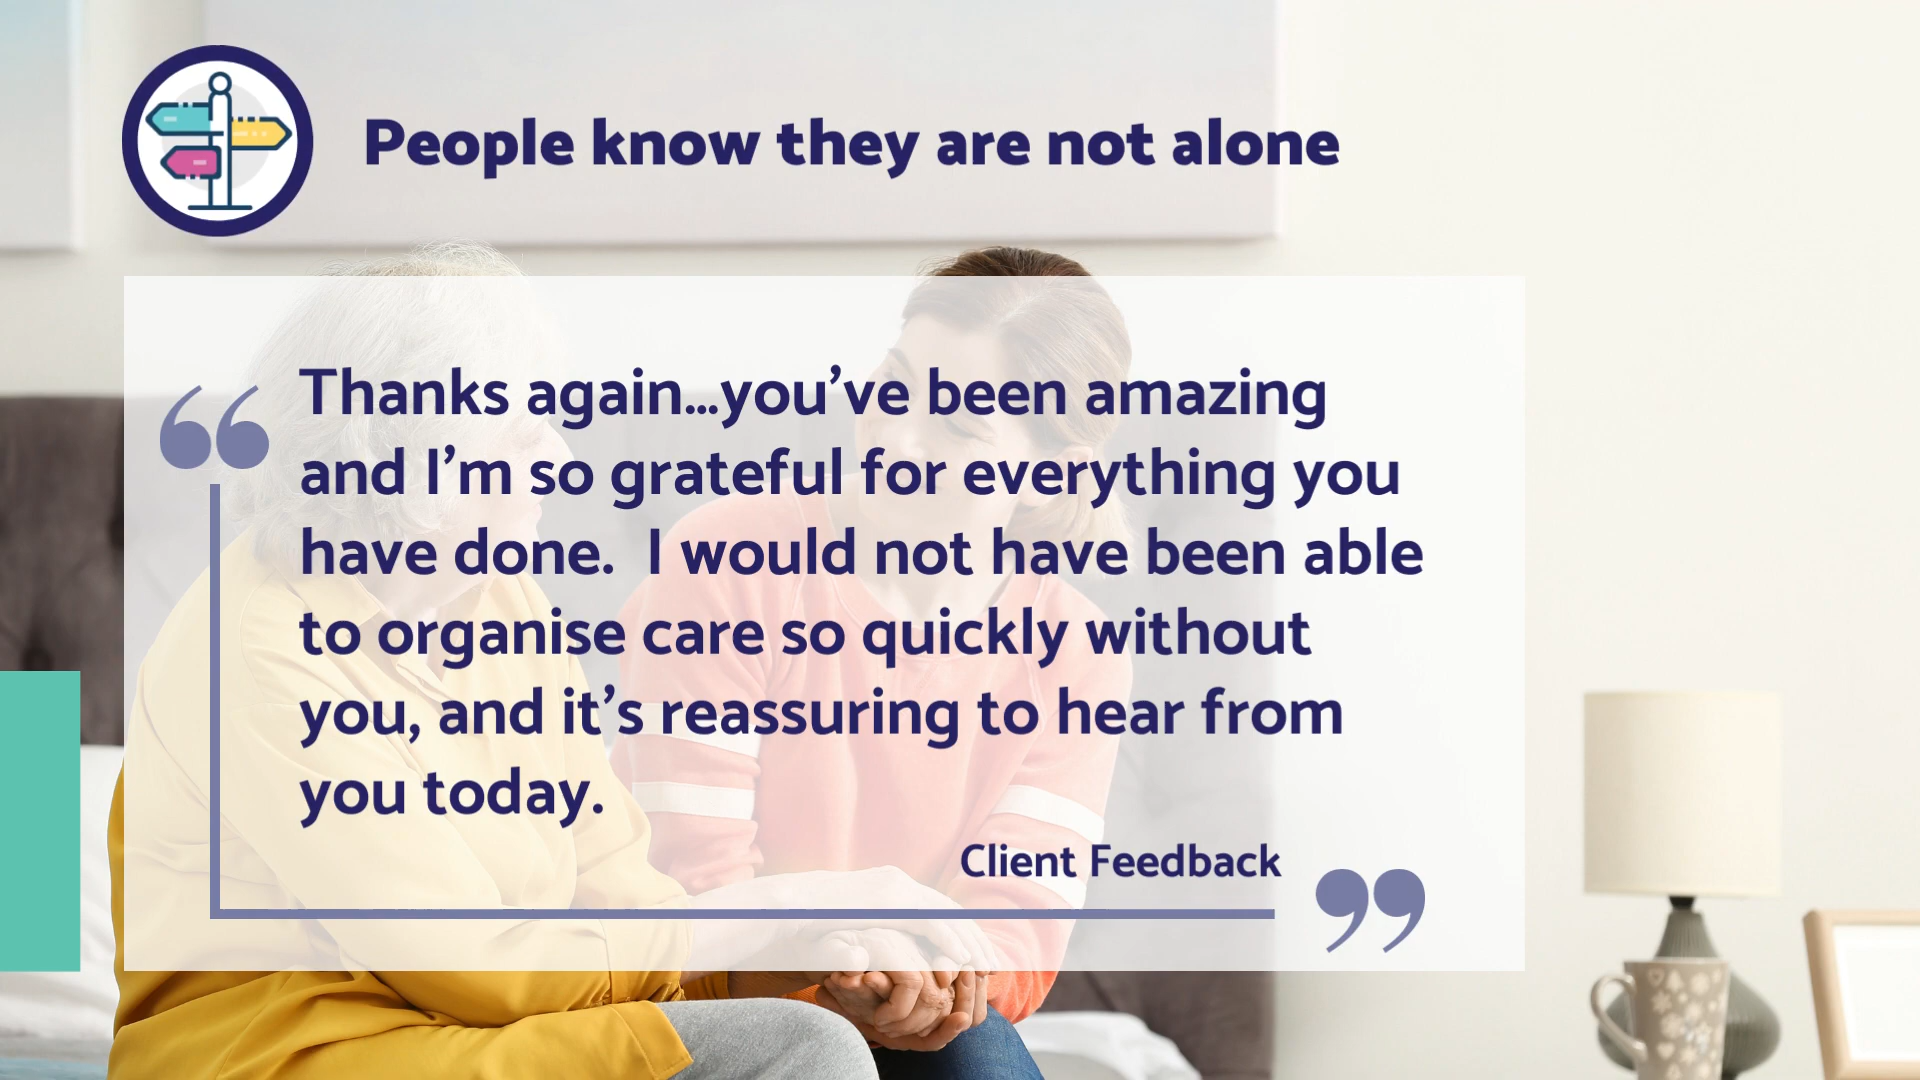 People know they are not alone
“
Thanks again...you’ve been amazing
and I’m so grateful for everything you
have done.  I would not have been able
to organise care so quickly without
you, and it’s reassuring to hear from
you today.
Client Feedback
”